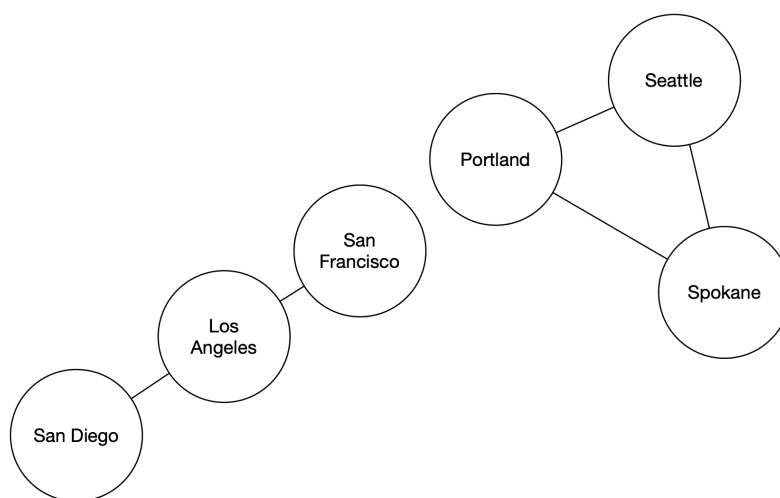 Seattle
Portland
San
Francisco
Spokane
Los
Angeles
San Diego